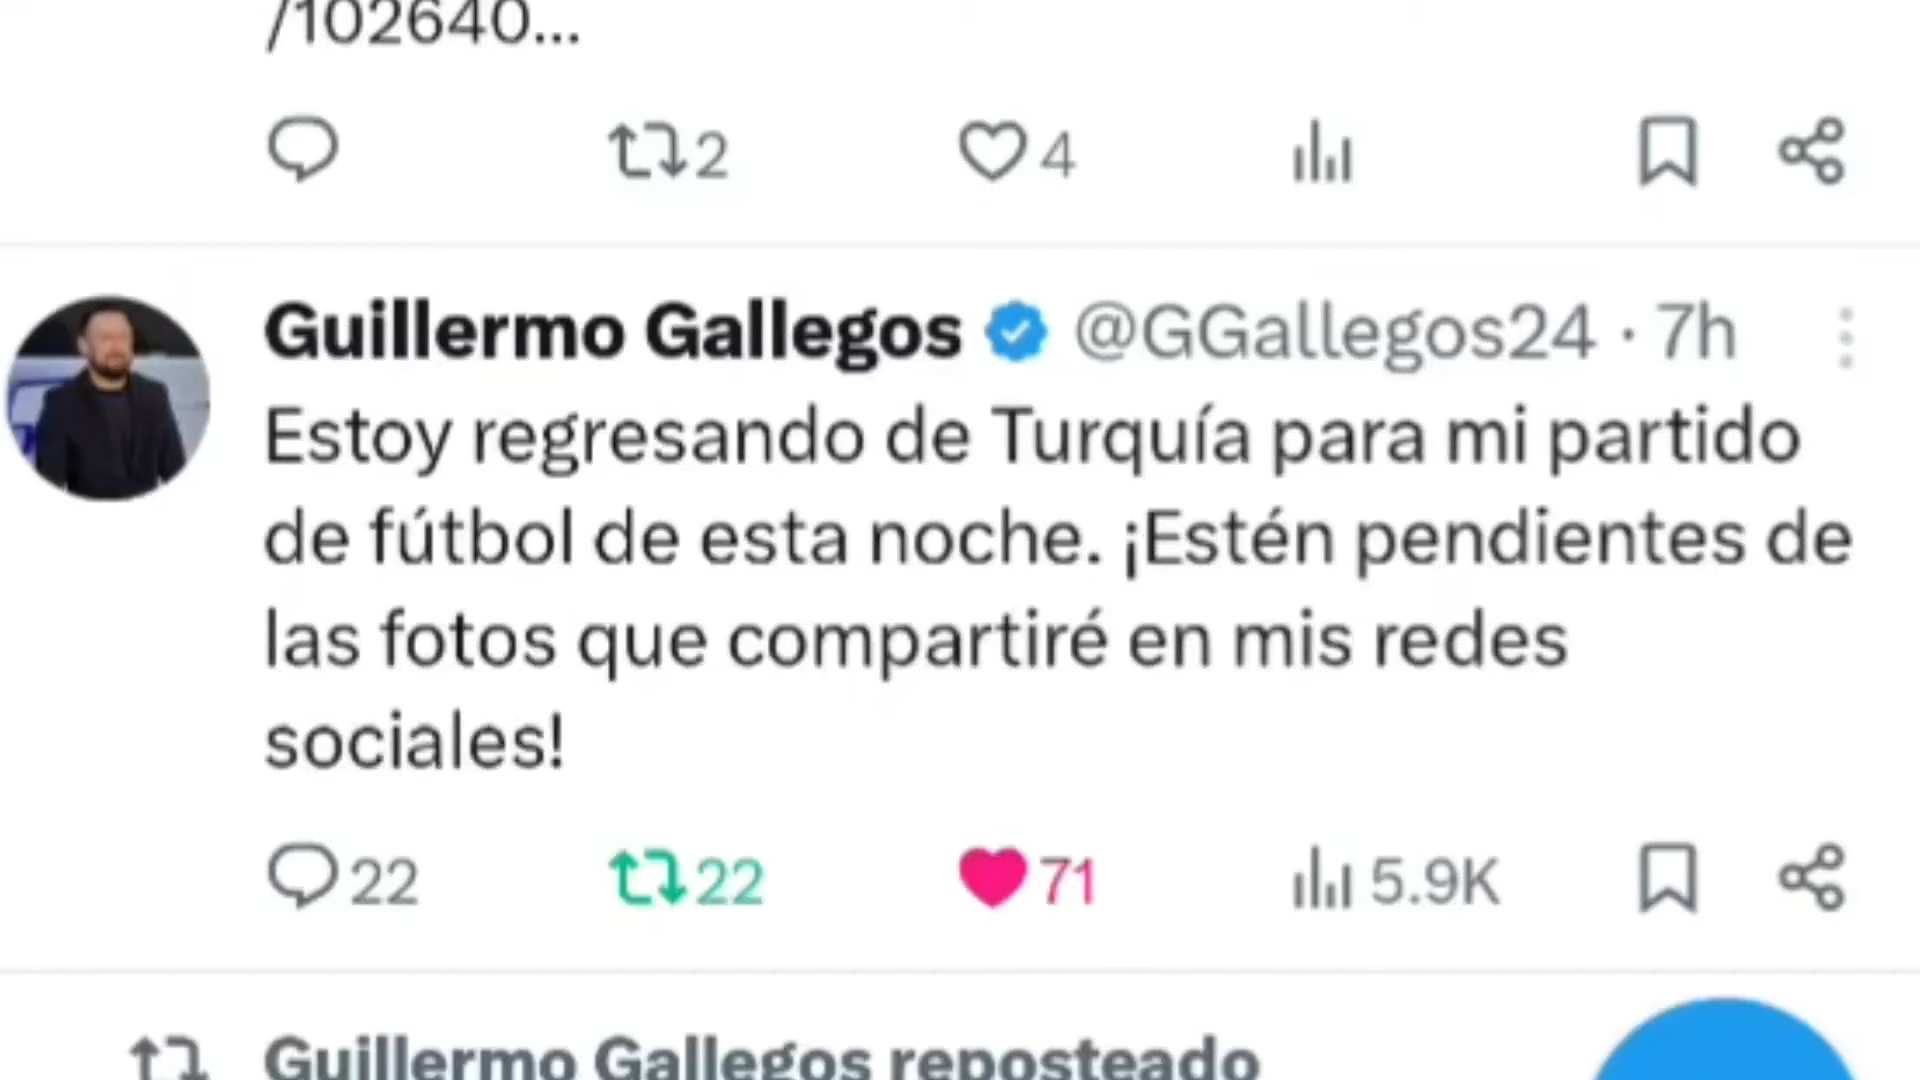 /102640...
2 4
Guillermo Gallegos @GGallegos24 · 7h
Estoy regresando de Turquía para mi partido
de fútbol de esta noche. ¡Estén pendientes de
las fotos que compartiré en mis redes
sociales!
22 22 71 5.9K
Guillermo Gallegos reposteado